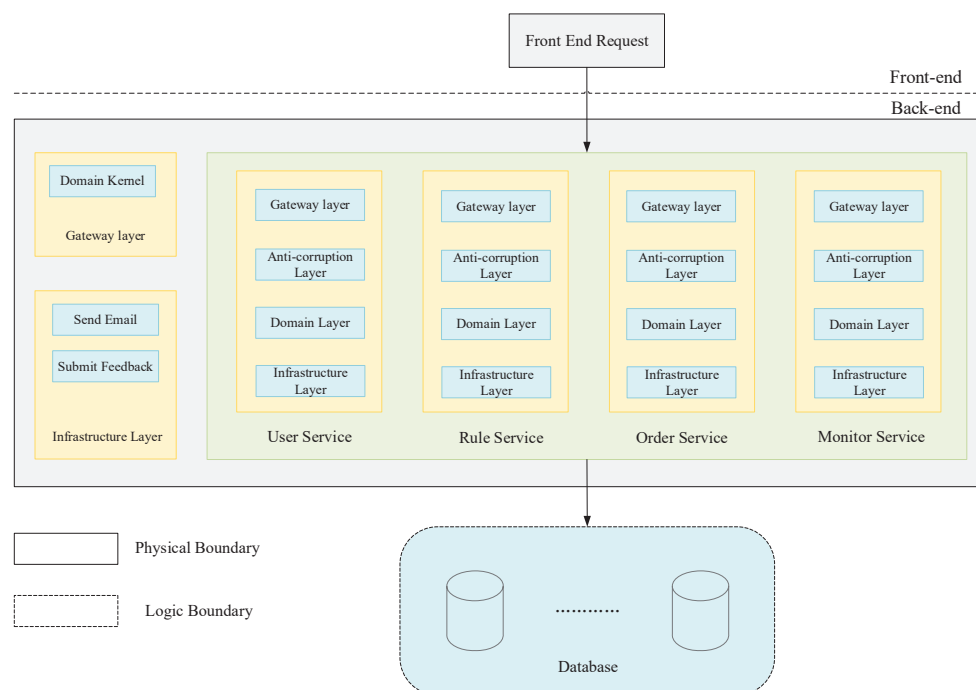 Front End Request
Front-end
Back-end
Domain Kernel
Gateway layer
Send Email
Submit Feedback
Infrastructure Layer
Gateway layer
Anti-corruption
Layer
Domain Layer
Infrastructure
Layer
User Service
Gateway layer
Anti-corruption
Layer
Domain Layer
Infrastructure
Layer
Rule Service
Gateway layer
Anti-corruption
Layer
Domain Layer
Infrastructure
Layer
Order Service
Gateway layer
Anti-corruption
Layer
Domain Layer
Infrastructure
Layer
Monitor Service
Physical Boundary
Logic Boundary
............
Database